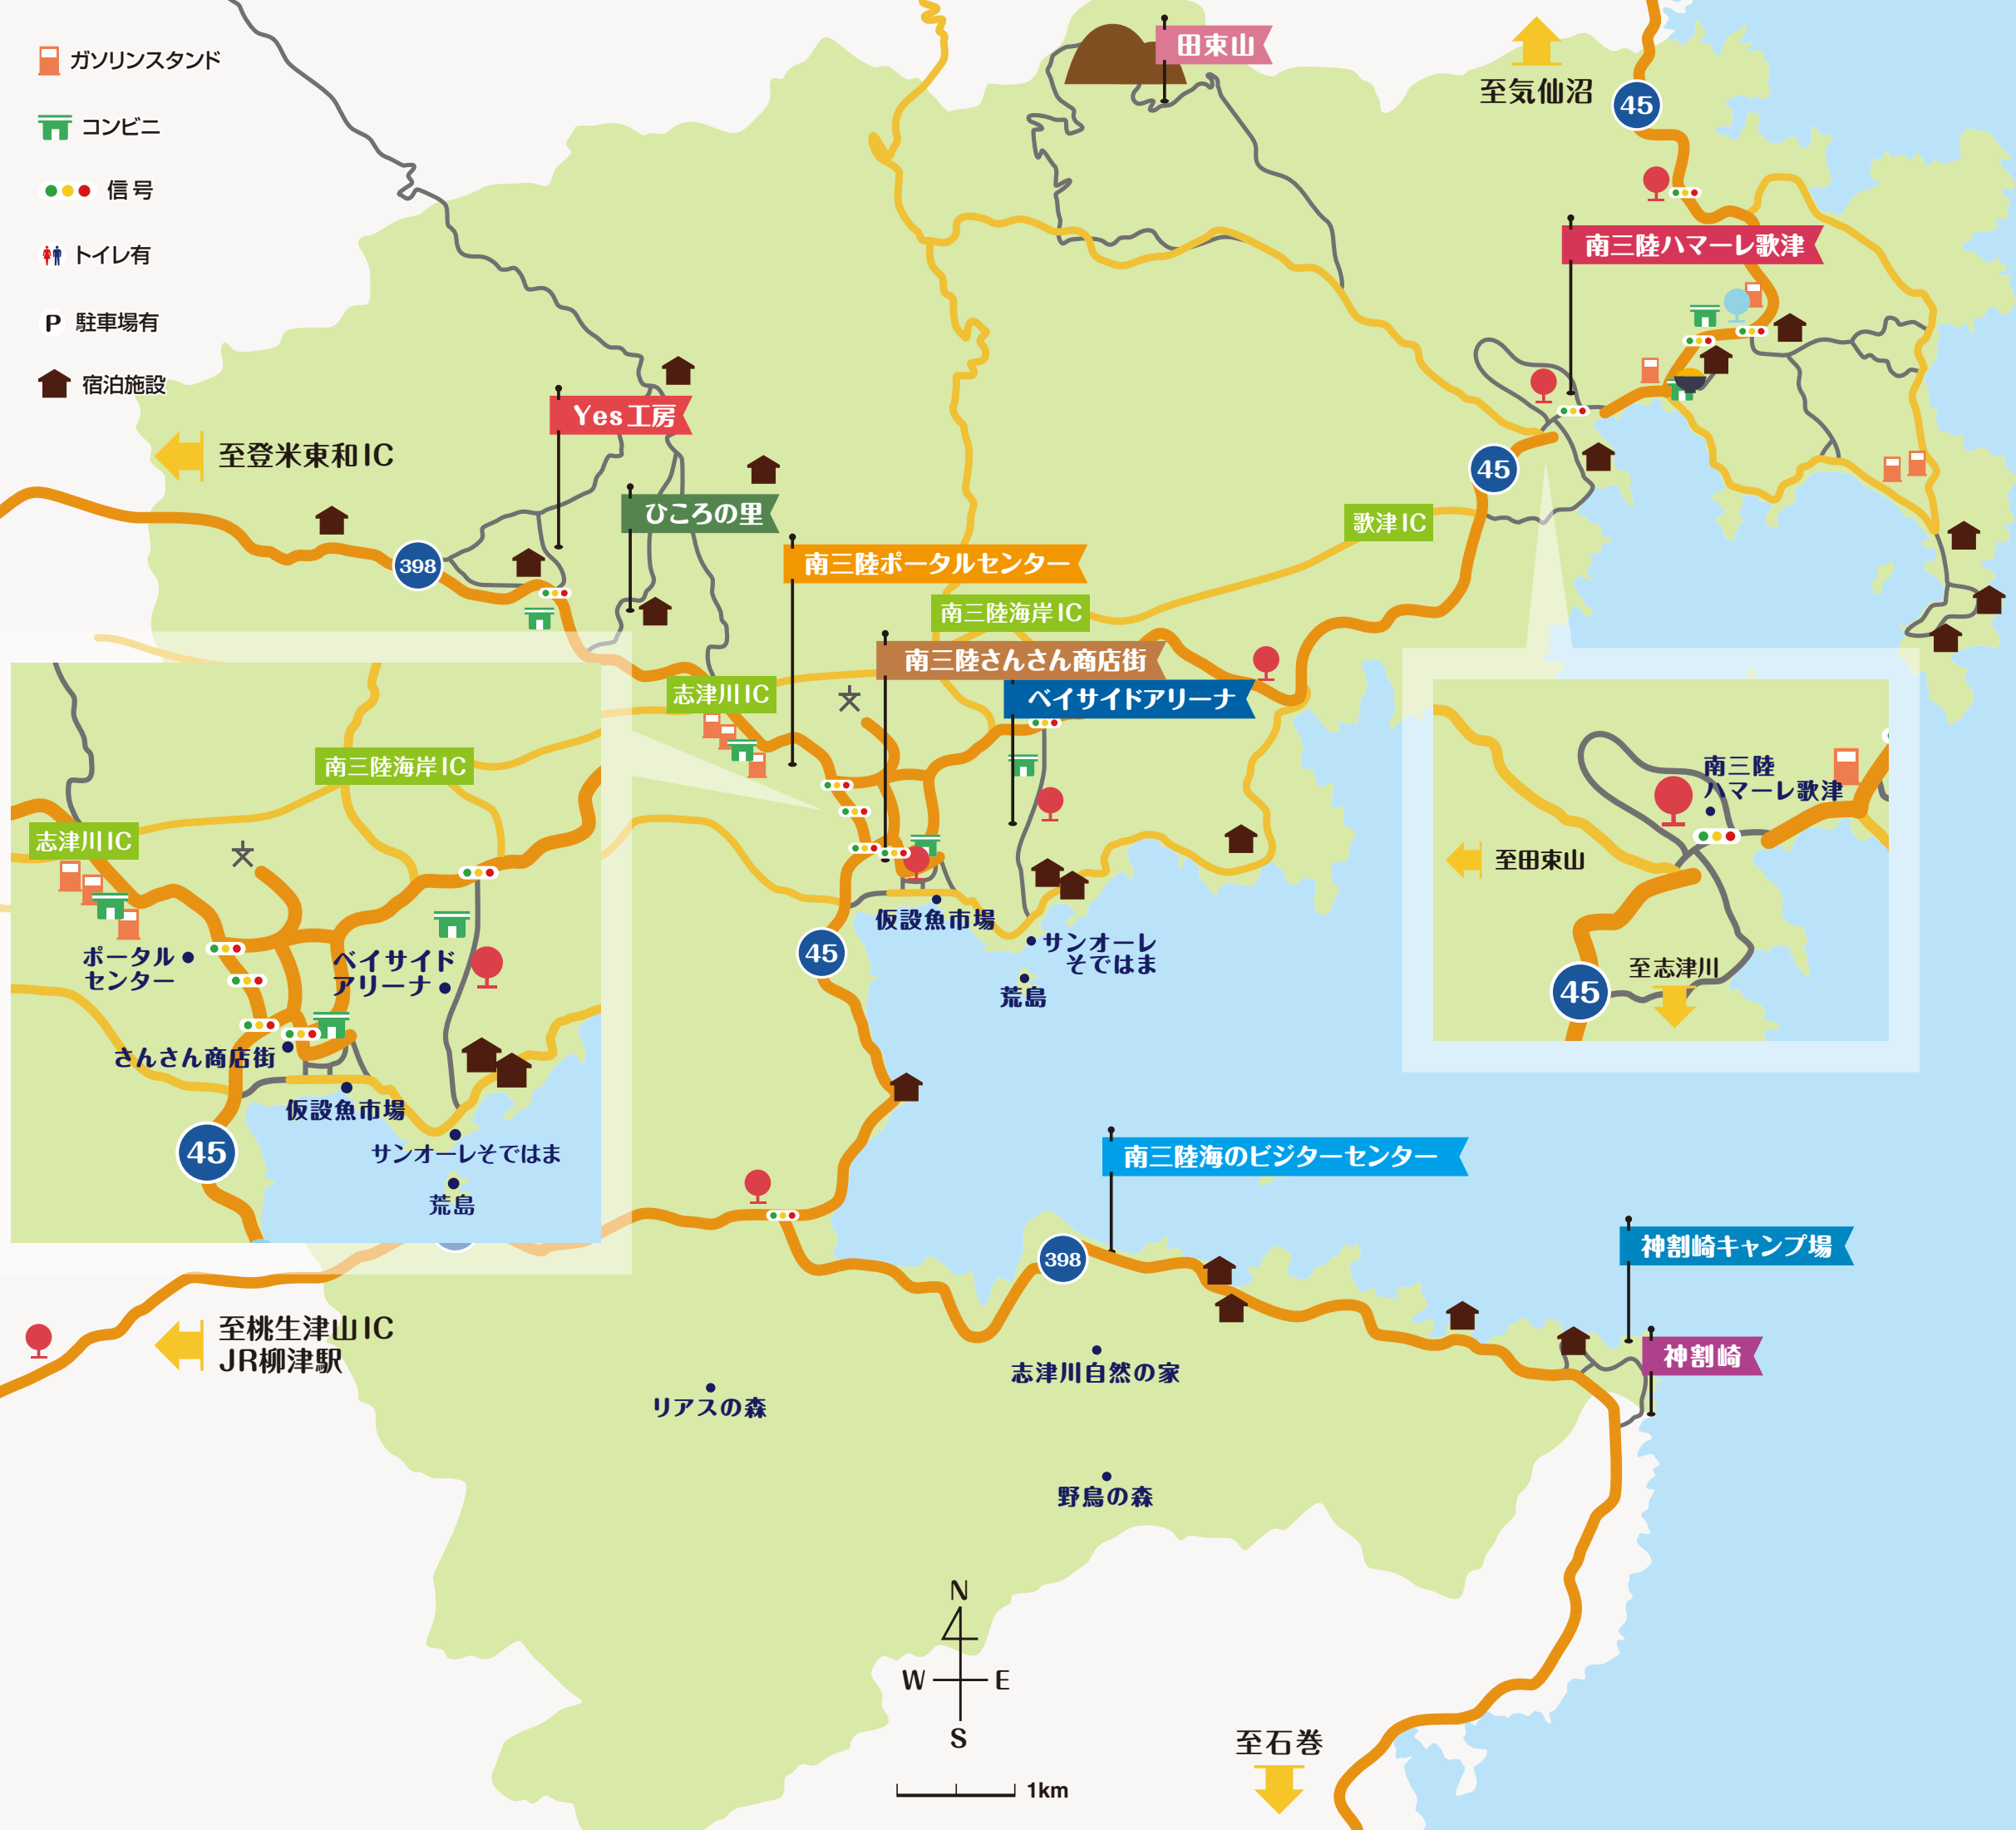 ガソリンスタンド
コンビニ
信号
トイレ有
P 駐車場有
宿泊施設
田束山
至気仙沼
45
南三陸ハマーレ歌津
Yes工房
至登米東和IC
45
ひころの里
歌津IC
南三陸ポータルセンター
398
南三陸海岸IC
南三陸さんさん商店街
志津川IC
ベイサイドアリーナ
南三陸海岸IC
志津川IC
南三陸
ハマーレ歌津
至田束山
仮設魚市場
サンオーレ
そではま
ポータル
センター
ベイサイド
アリーナ
45
至志津川
45
荒島
さんさん商店街
仮設魚市場
45
サンオーレそではま
荒島
南三陸海のビジターセンター
398
神割崎キャンプ場
至桃生津山IC
JR柳津駅
神割崎
志津川自然の家
リアスの森
野鳥の森
N
W E
S
至石巻
1km